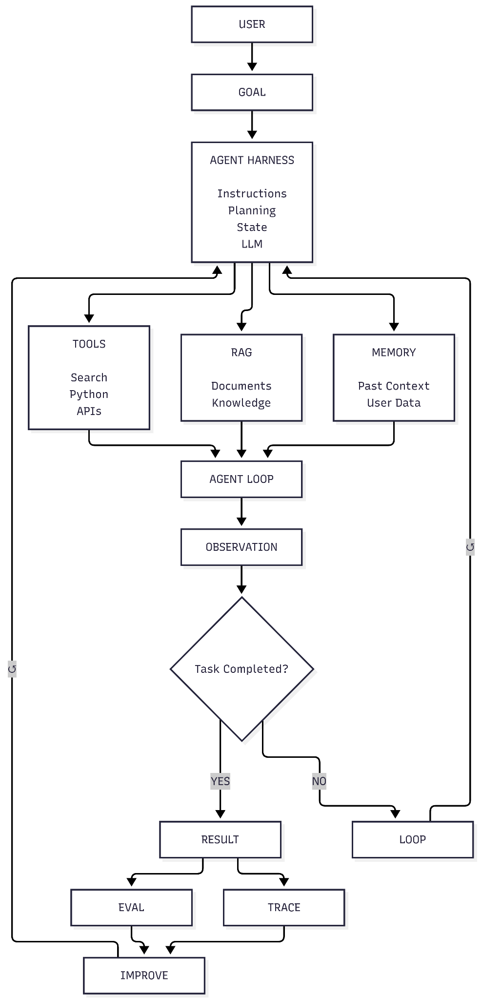 USER
GOAL
AGENT HARNESS
Instructions
Planning
State
LLM
TOOLS
Search
Python
APIs
RAG
Documents
Knowledge
MEMORY
Past Context
User Data
AGENT LOOP
OBSERVATION
Task Completed?
YES
NO
RESULT
LOOP
EVAL
TRACE
IMPROVE